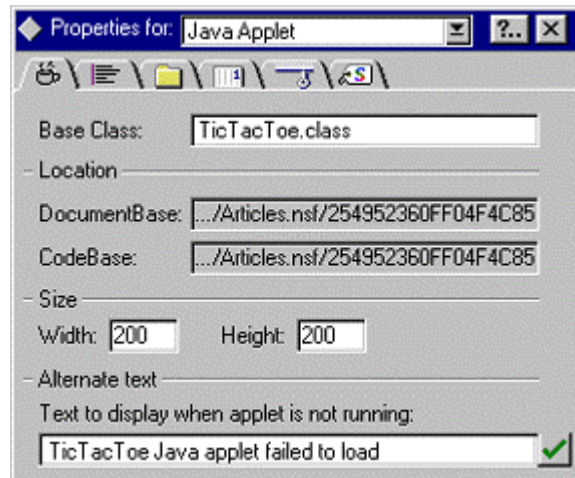 Properties for: Java Applet ?..
1 S
Base Class: TicTacToe.class
Location
DocumentBase: .../Articles.nsf/254952360FF04F4C85
CodeBase: .../Articles.nsf/254952360FF04F4C85
Size
Width: 200 Height: 200
Alternate text
Text to display when applet is not running:
TicTacToe Java applet failed to load